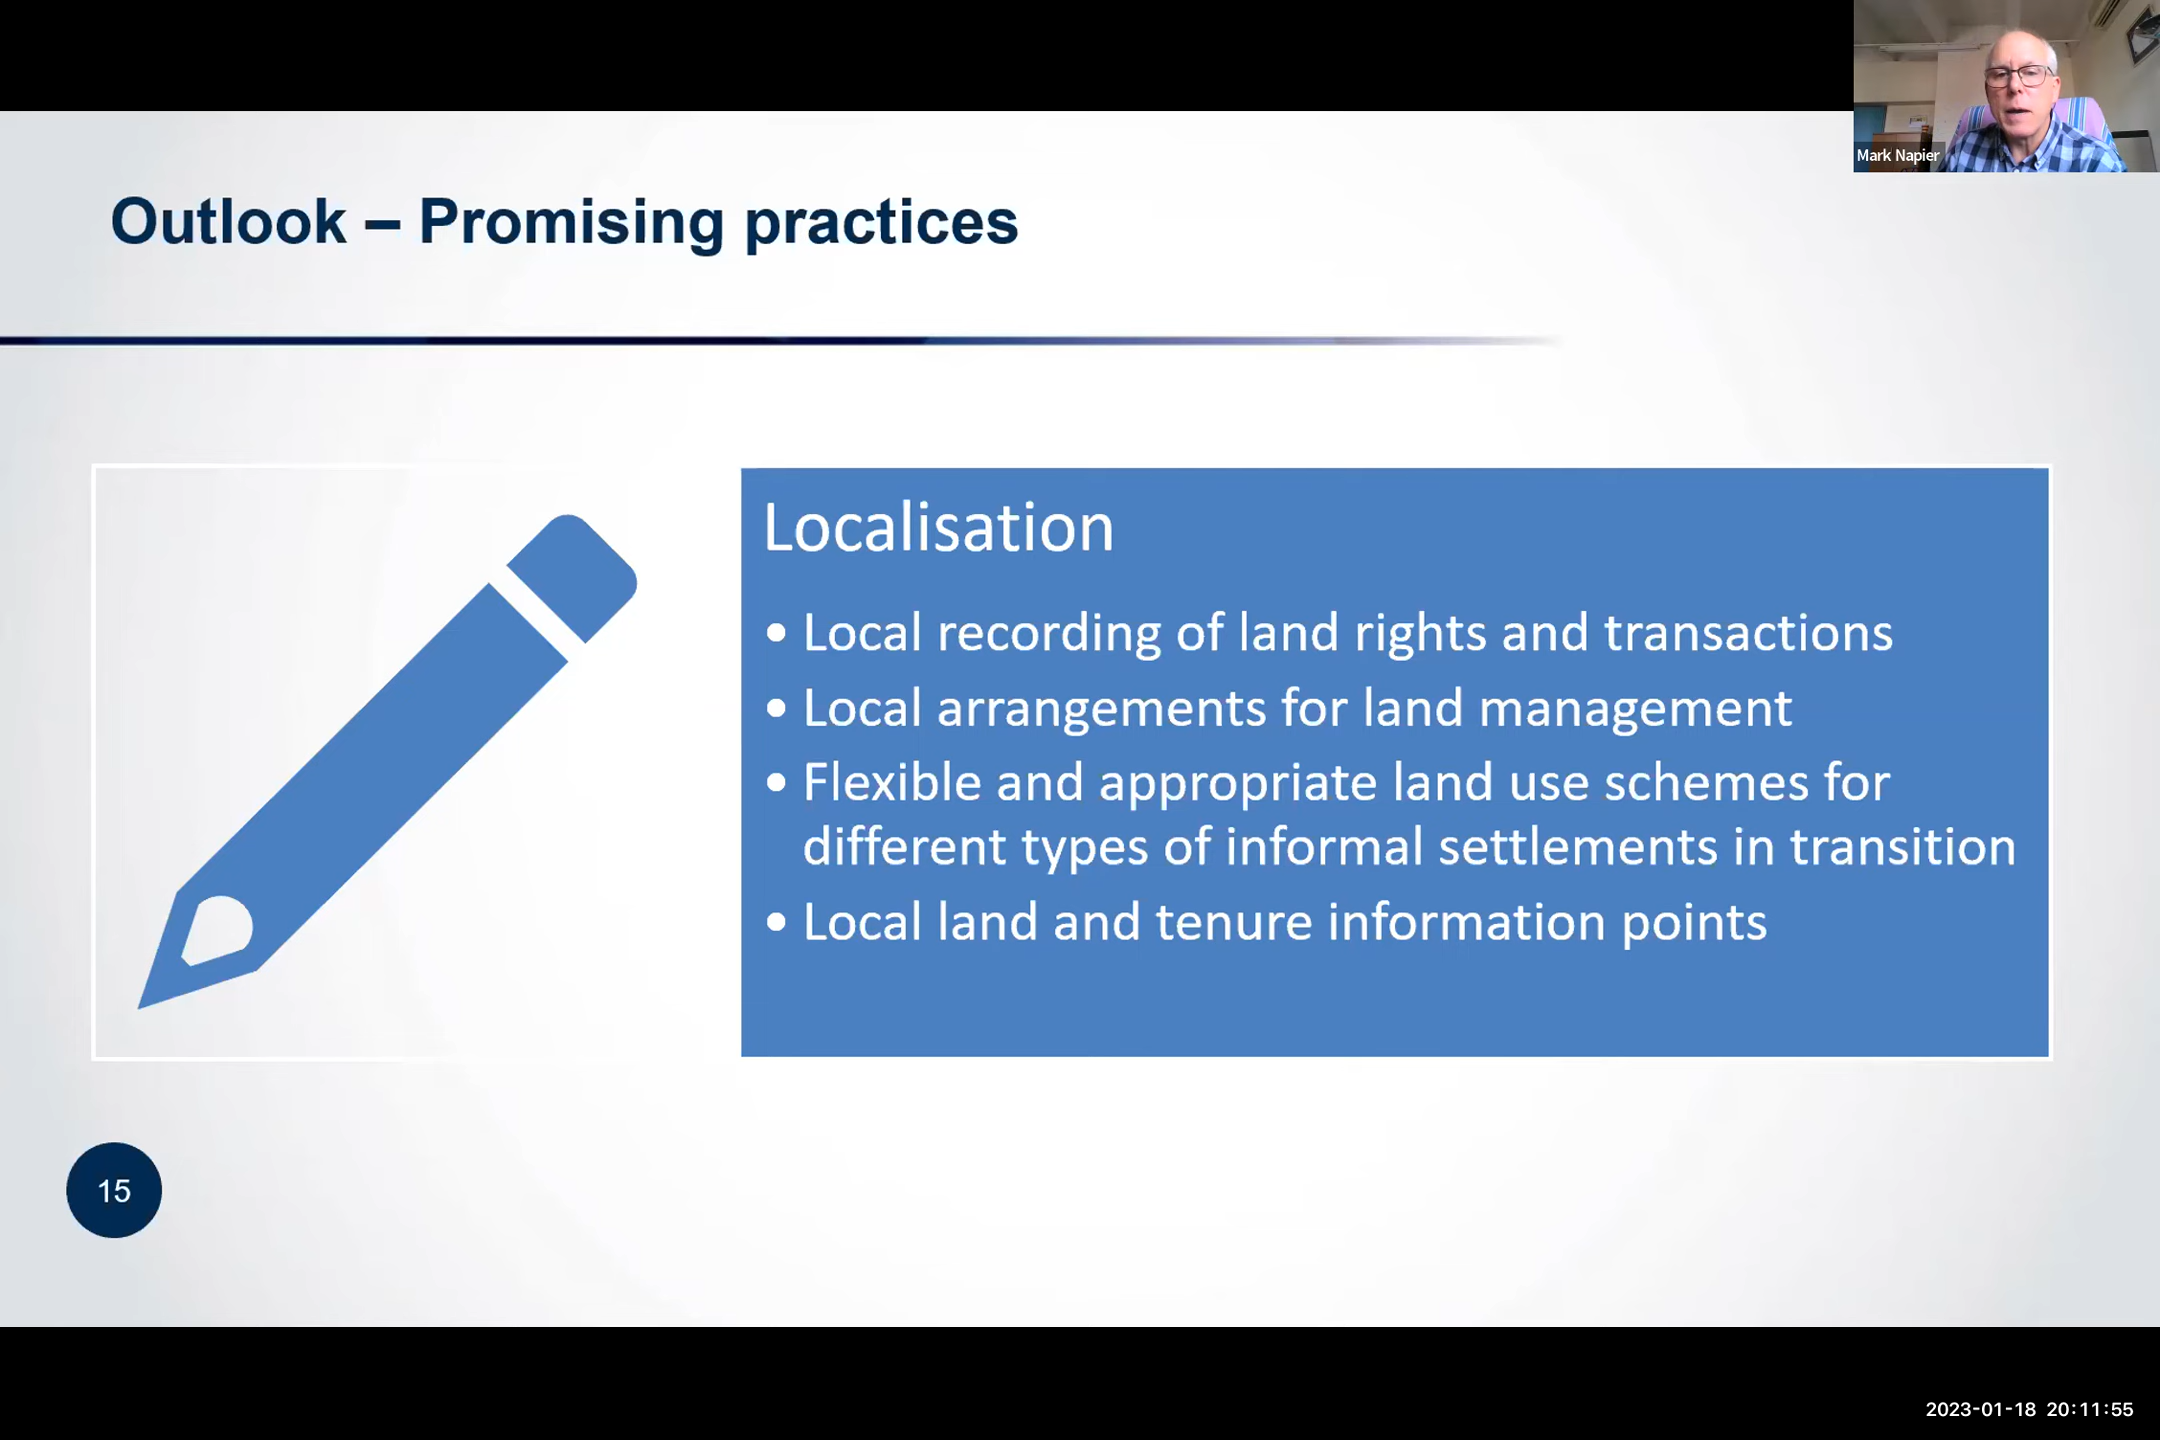 Mark Napier
Outlook – Promising practices
Localisation
• Local recording of land rights and transactions
• Local arrangements for land management
• Flexible and appropriate land use schemes for
different types of informal settlements in transition
• Local land and tenure information points
15
2023-01-18 20:11:55